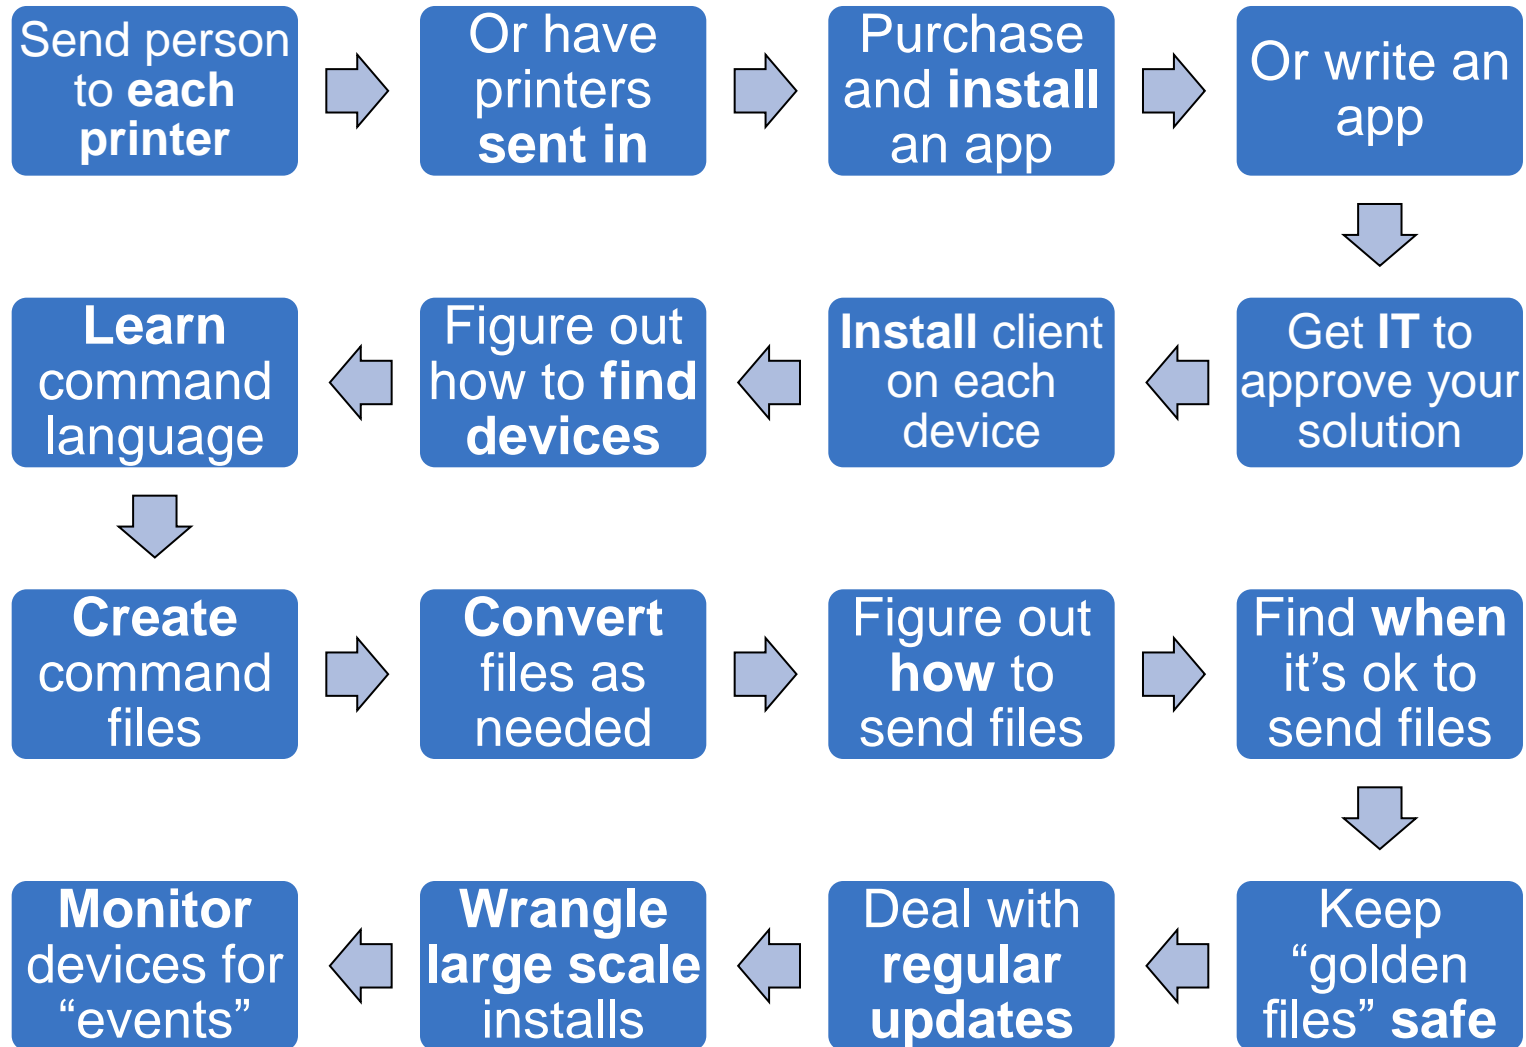 Send person
to each
printer
Or have
printers
sent in
Purchase
and install
an app
Or write an
app
Get IT to
approve your
solution
Install client
on each
device
Figure out
how to find
devices
Learn
command
language
Create
command
files
Convert
files as
needed
Figure out
how to
send files
Find when
it’s ok to
send files
Keep
“golden
files” safe
Deal with
regular
updates
Wrangle
large scale
installs
Monitor
devices for
“events”